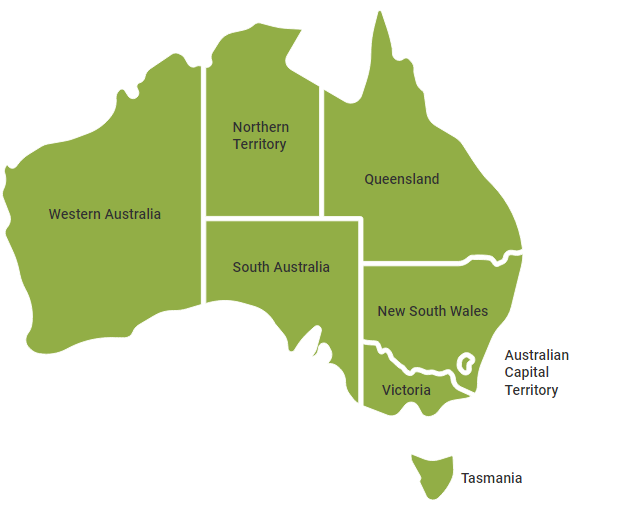 Northern
Territory
Queensland
Western Australia
South Australia
New South Wales
Australian
Capital
Territory
Victoria
Tasmania